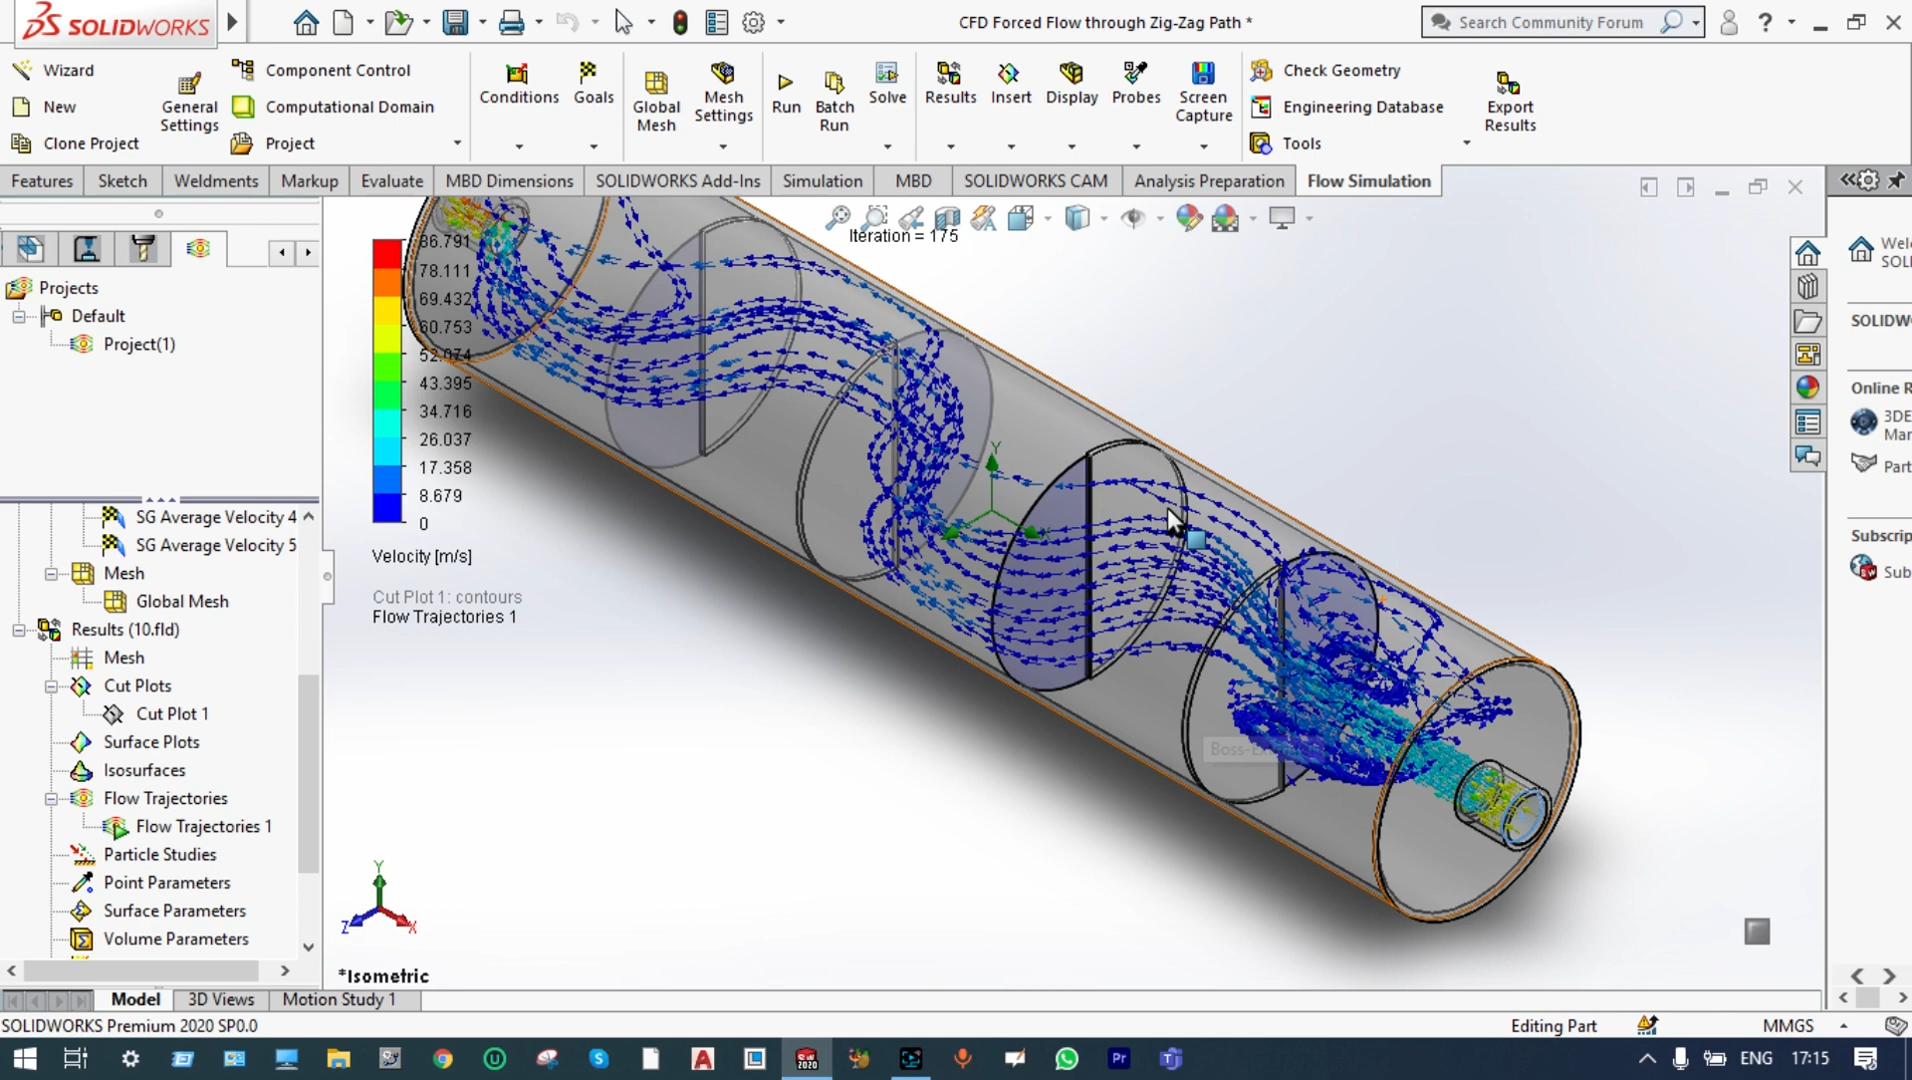 SOLIDWORKS
CFD Forced Flow through Zig-Zag Path *
Search Community Forum
?
Wizard
New
Clone Project
General
Settings
Component Control
Computational Domain
Project
Conditions
Goals
Global
Mesh
Mesh
Settings
Run
Batch
Run
Solve
Results
Insert
Display
Probes
Screen
Capture
Check Geometry
Engineering Database
Tools
Export
Results
Features
Sketch
Weldments
Markup
Evaluate
MBD Dimensions
SOLIDWORKS Add-Ins
Simulation
MBD
SOLIDWORKS CAM
Analysis Preparation
Flow Simulation
Projects
Default
Project(1)
SG Average Velocity 4
SG Average Velocity 5
Mesh
Global Mesh
Results (10.fld)
Mesh
Cut Plots
Cut Plot 1
Surface Plots
Isosurfaces
Flow Trajectories
Flow Trajectories 1
Particle Studies
Point Parameters
Surface Parameters
Volume Parameters
Iteration = 175
86.791
78.111
69.432
60.753
52.074
43.395
34.716
26.037
17.358
8.679
0
Velocity [m/s]
Cut Plot 1: contours
Flow Trajectories 1
Y
Y
Z
X
*Isometric
Wel
SOLI
SOLIDW
Online R
3DE
Mar
Part
Subscrip
Sub
Model
3D Views
Motion Study 1
SOLIDWORKS Premium 2020 SP0.0
Editing Part
MMGS
ENG
17:15